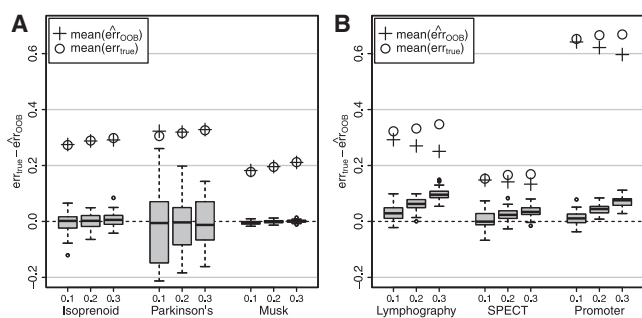 A
+ mean(êrr_OOB)
○ mean(err_true)
err_true − êrr_OOB
0.6
0.4
0.2
0.0
−0.2
0.1 0.2 0.3 0.1 0.2 0.3 0.1 0.2 0.3
Isoprenoid Parkinson's Musk
B
+ mean(êrr_OOB)
○ mean(err_true)
err_true − êrr_OOB
0.6
0.4
0.2
0.0
−0.2
0.1 0.2 0.3 0.1 0.2 0.3 0.1 0.2 0.3
Lymphography SPECT Promoter